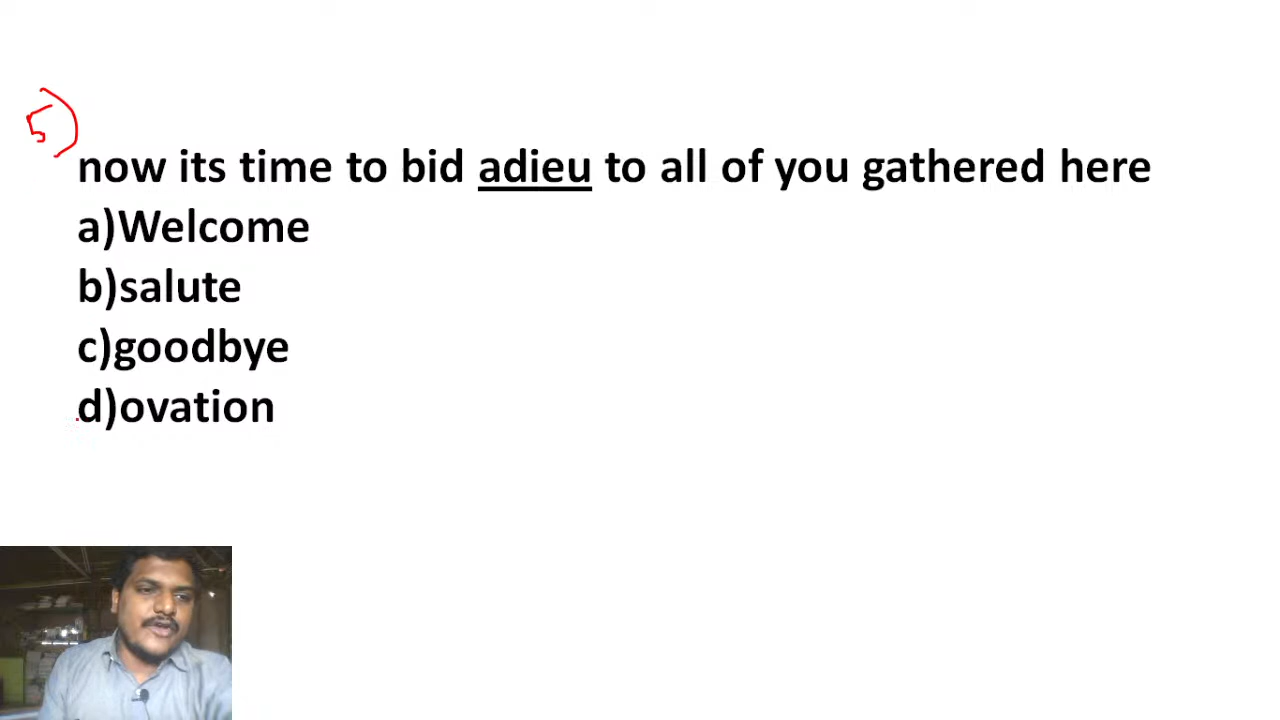 5)
now its time to bid adieu to all of you gathered here
a)Welcome
b)salute
c)goodbye
d)ovation